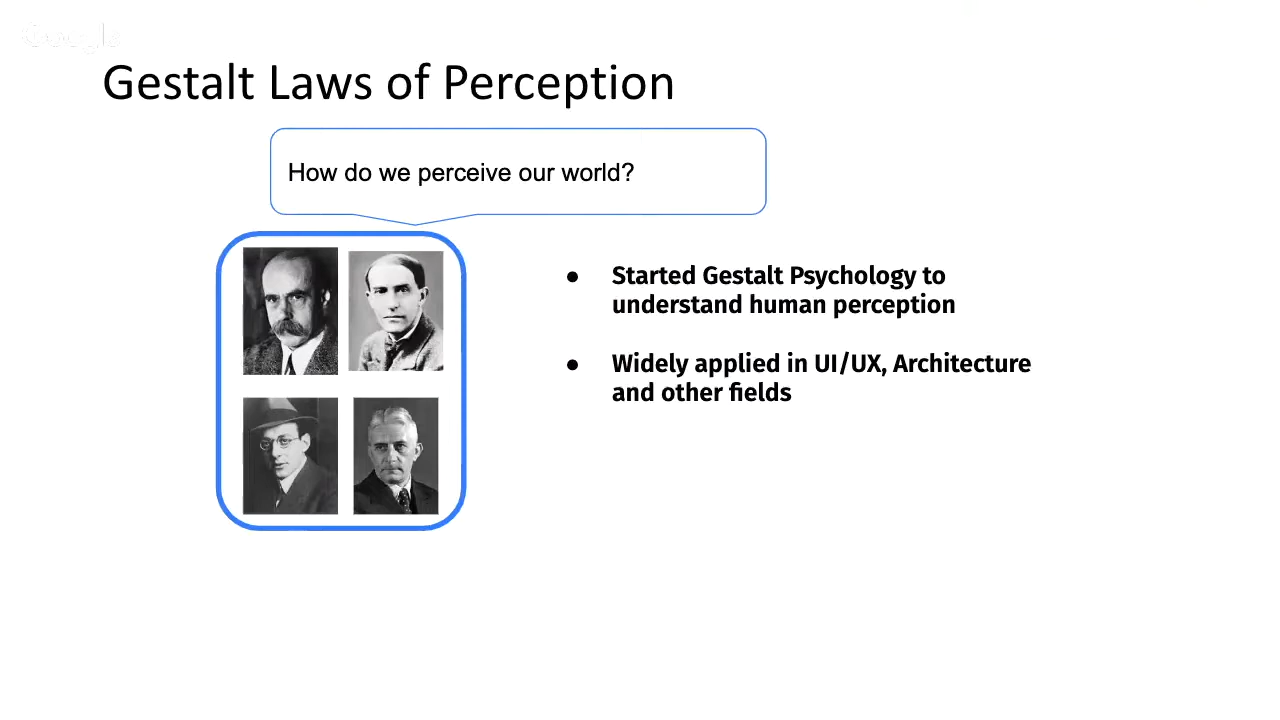 Google
Gestalt Laws of Perception
How do we perceive our world?
● Started Gestalt Psychology to
understand human perception
● Widely applied in UI/UX, Architecture
and other fields